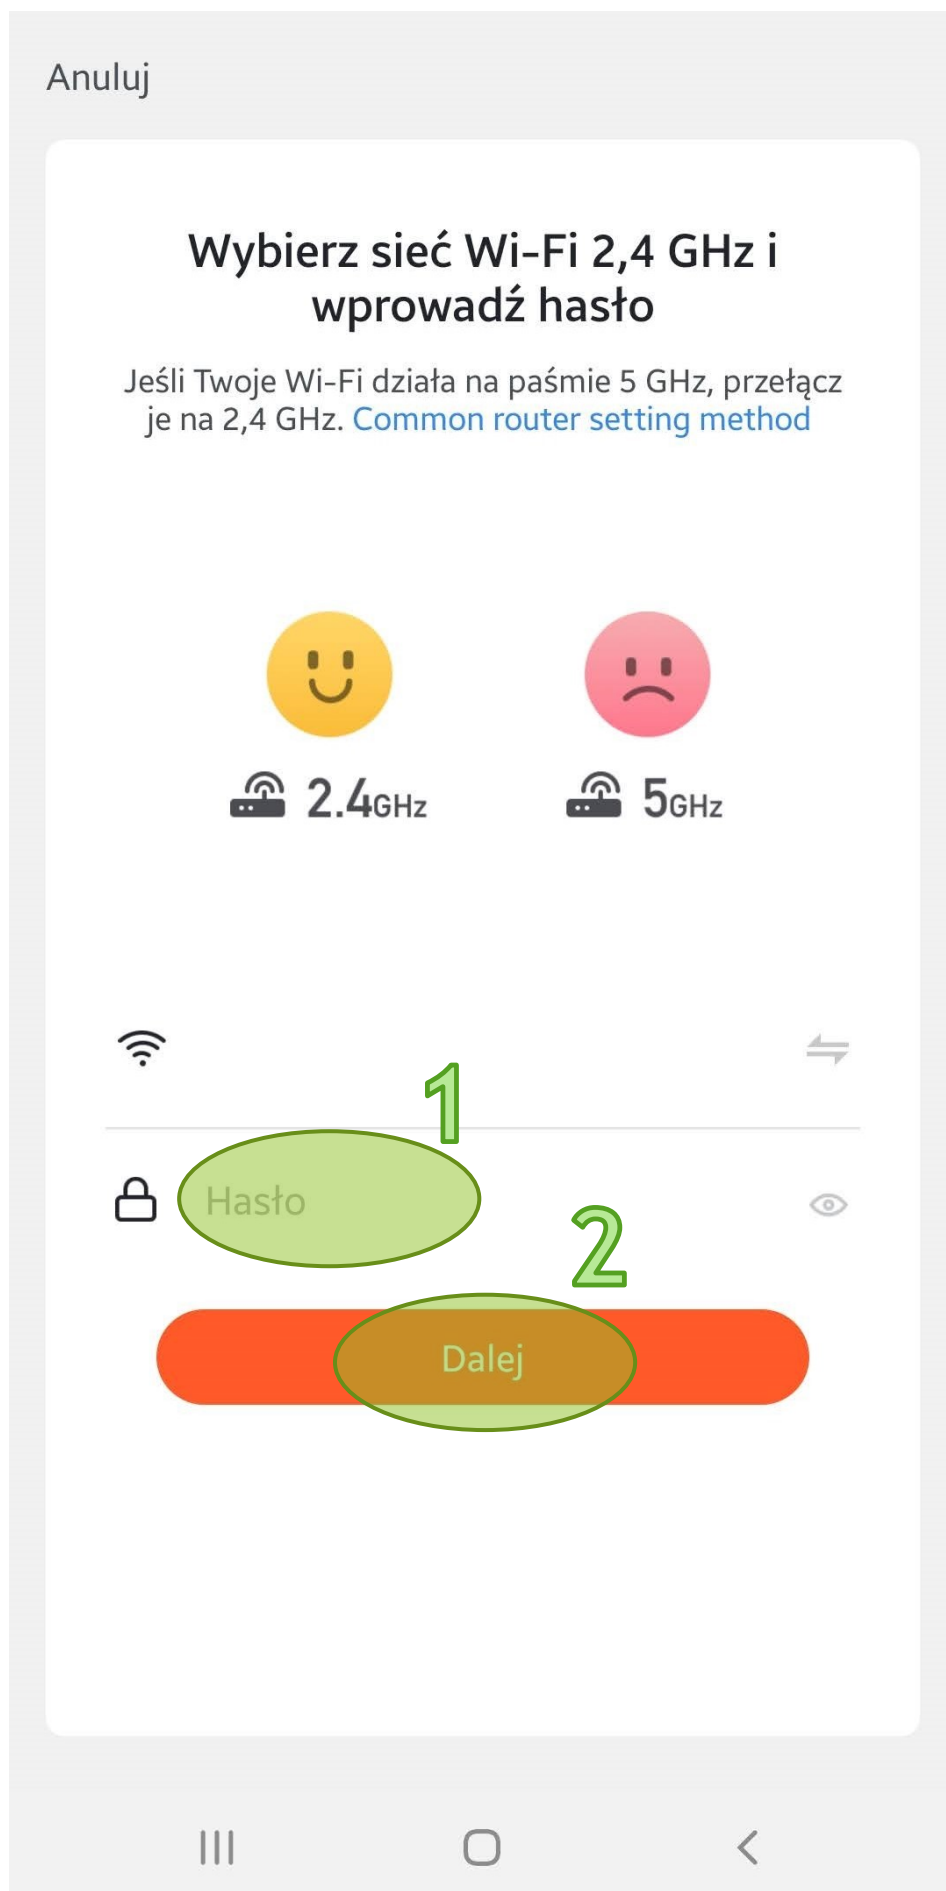 Anuluj
Wybierz sieć Wi-Fi 2,4 GHz i
wprowadź hasło
Jeśli Twoje Wi-Fi działa na paśmie 5 GHz, przełącz
je na 2,4 GHz. Common router setting method
2.4GHz 5GHz
1
Hasło
2
Dalej